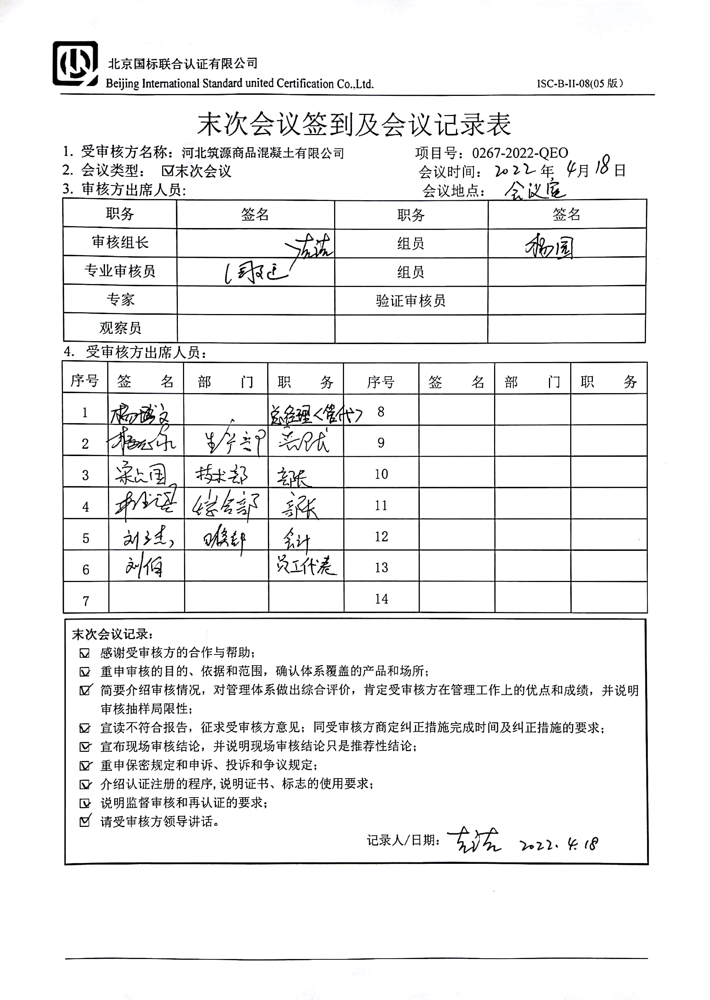 北京国标联合认证有限公司
Beijing International Standard united Certification Co.,Ltd.
ISC-B-II-08(05 版)
末次会议签到及会议记录表
1. 受审核方名称：河北筑源商品混凝土有限公司 项目号：0267-2022-QEO
2. 会议类型： ☑末次会议 会议时间： 2022 年 4月 18 日
3. 审核方出席人员： 会议地点： 会议室
职务 签名 职务 签名
审核组长 组员 杨园
专业审核员 组员
专家 验证审核员
观察员
4. 受审核方出席人员：
序号 签 名 部 门 职 务 序号 签 名 部 门 职 务
1 杨博文 总经理<管代> 8
2 生产部 9
3 宋占国 技术部 部长 10
4 综合部 部长 11
5 会计 12
6 刘伯 员工代表 13
7 14
末次会议记录：
☑ 感谢受审核方的合作与帮助；
☑ 重申审核的目的、依据和范围，确认体系覆盖的产品和场所；
☑ 简要介绍审核情况，对管理体系做出综合评价，肯定受审核方在管理工作上的优点和成绩，并说明
审核抽样局限性；
☑ 宣读不符合报告，征求受审核方意见；同受审核方商定纠正措施完成时间及纠正措施的要求；
☑ 宣布现场审核结论，并说明现场审核结论只是推荐性结论；
☑ 重申保密规定和申诉、投诉和争议规定；
☑ 介绍认证注册的程序,说明证书、标志的使用要求；
☑ 说明监督审核和再认证的要求；
☑ 请受审核方领导讲话。
记录人/日期： 2022. 4. 18